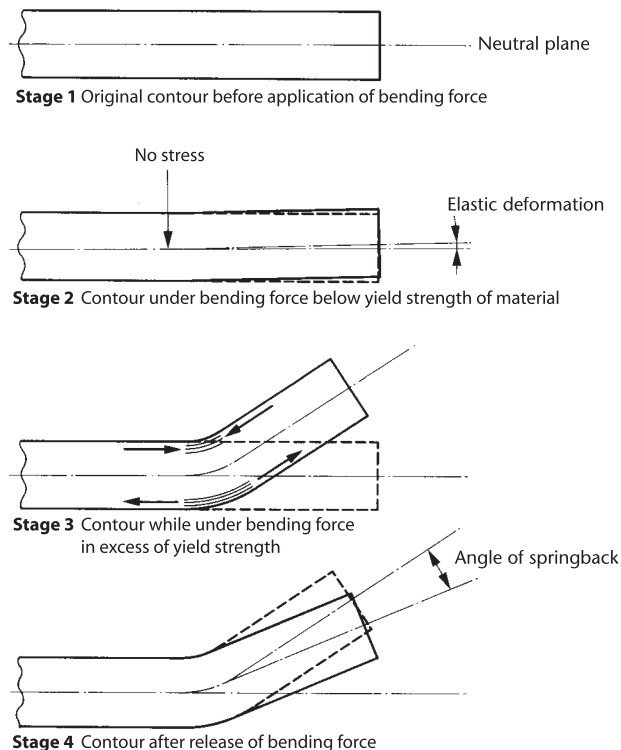 Neutral plane
Stage 1 Original contour before application of bending force
No stress
Elastic deformation
Stage 2 Contour under bending force below yield strength of material
Stage 3 Contour while under bending force
in excess of yield strength
Angle of springback
Stage 4 Contour after release of bending force